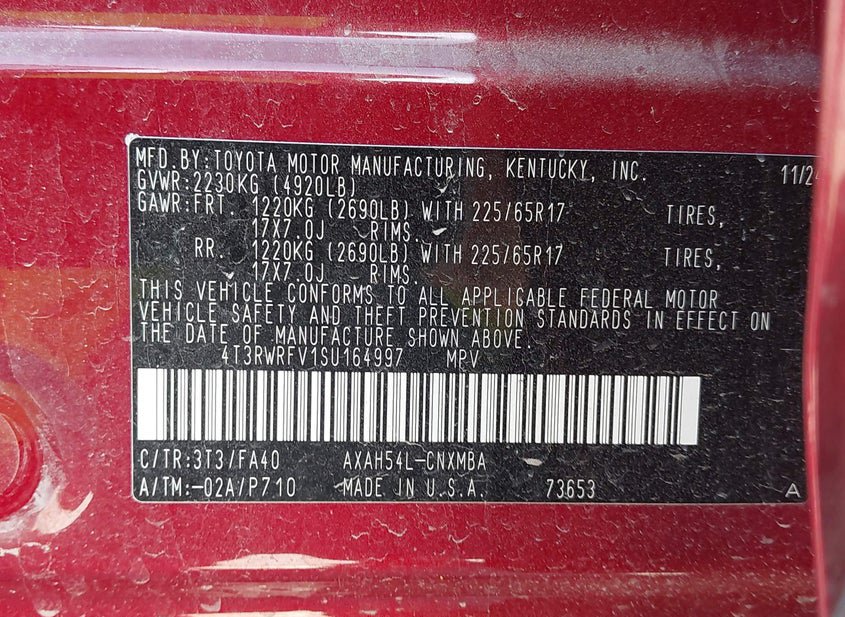 MFD.BY:TOYOTA MOTOR MANUFACTURING, KENTUCKY, INC. 11/24
GVWR:2230KG (4920LB)
GAWR:FRT. 1220KG (2690LB) WITH 225/65R17 TIRES,
17X7.0J RIMS.
RR. 1220KG (2690LB) WITH 225/65R17 TIRES,
17X7.0J RIMS.
THIS VEHICLE CONFORMS TO ALL APPLICABLE FEDERAL MOTOR
VEHICLE SAFETY AND THEFT PREVENTION STANDARDS IN EFFECT ON
THE DATE OF MANUFACTURE SHOWN ABOVE.
4T3RWRFV1SU164997 MPV
C/TR:3T3/FA40 AXAH54L-CNXMBA
A/TM:-02A/P710 MADE IN U.S.A. 73653 A